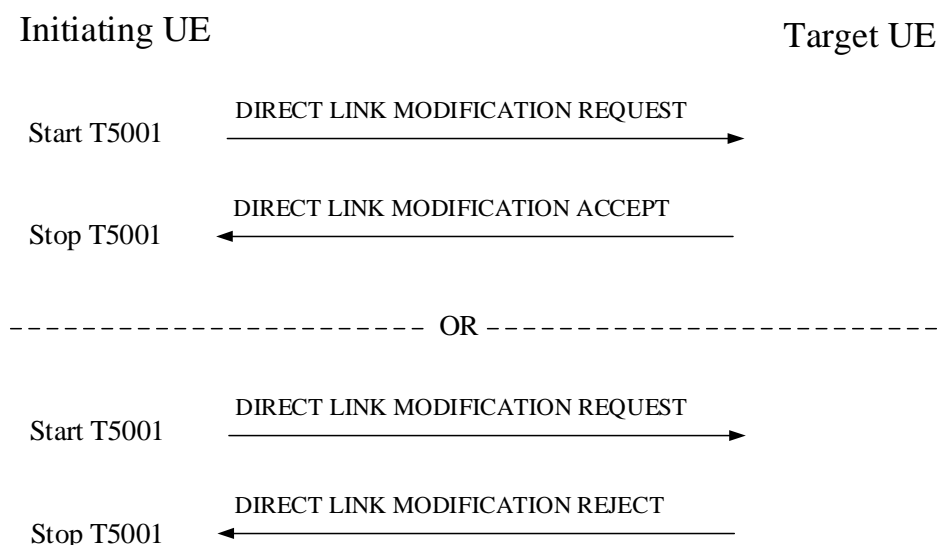 Initiating UE
Target UE
DIRECT LINK MODIFICATION REQUEST
Start T5001
DIRECT LINK MODIFICATION ACCEPT
Stop T5001
OR
DIRECT LINK MODIFICATION REQUEST
Start T5001
DIRECT LINK MODIFICATION REJECT
Stop T5001